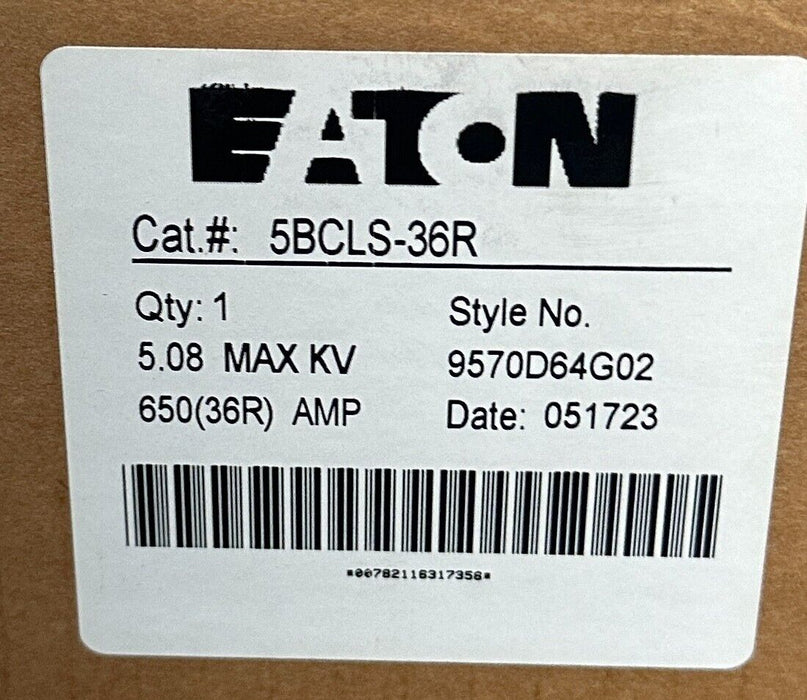 EATON
Cat.#: 5BCLS-36R
Qty: 1
Style No.
5.08 MAX KV
9570D64G02
650(36R) AMP
Date: 051723
*00782116317356*